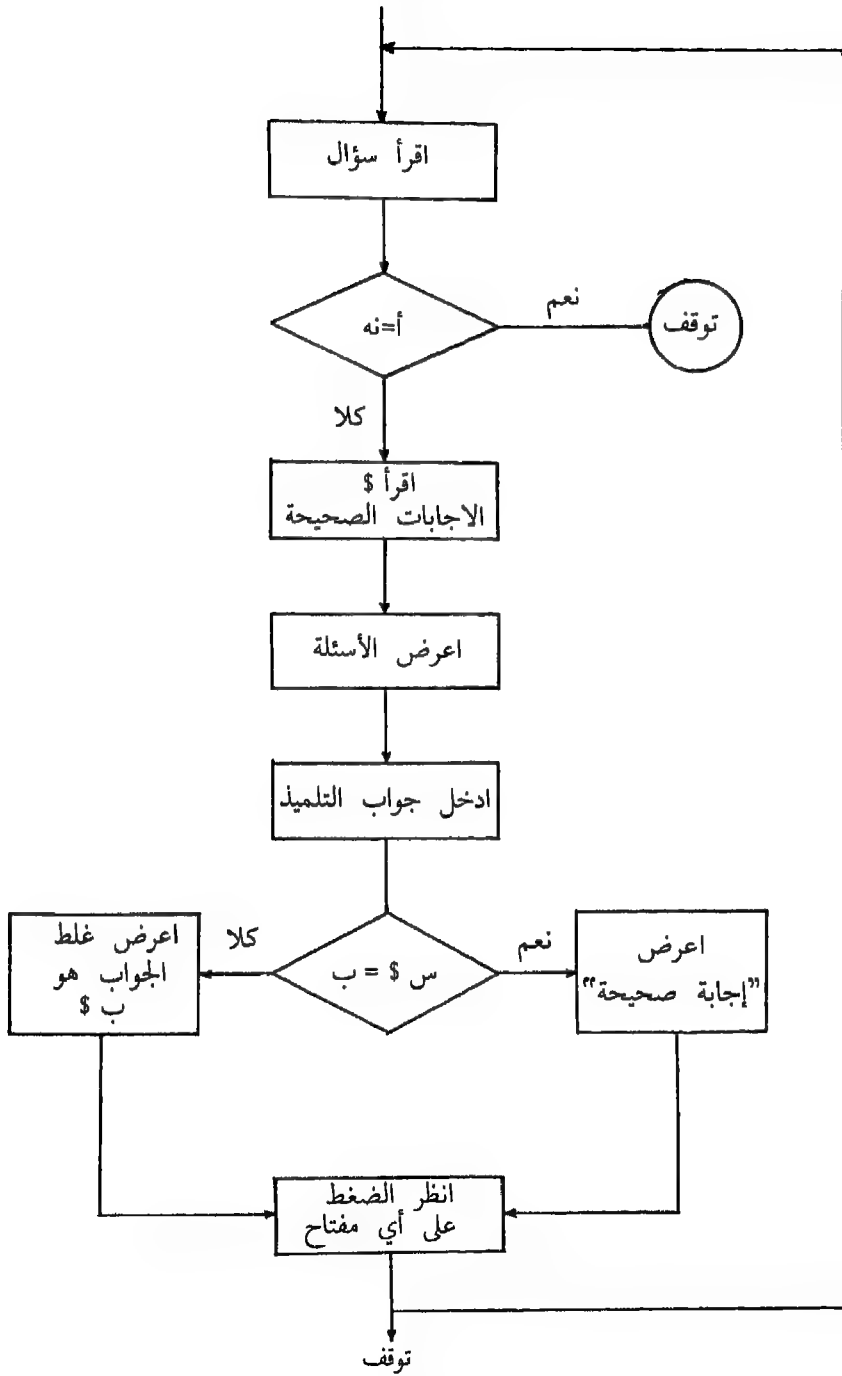 اقرأ سؤال
أ=نه
نعم
توقف
كلا
اقرأ $
الاجابات الصحيحة
اعرض الأسئلة
ادخل جواب التلميذ
س $ = ب
نعم
اعرض
"إجابة صحيحة"
كلا
اعرض غلط
الجواب هو
ب $
انظر الضغط
على أي مفتاح
توقف